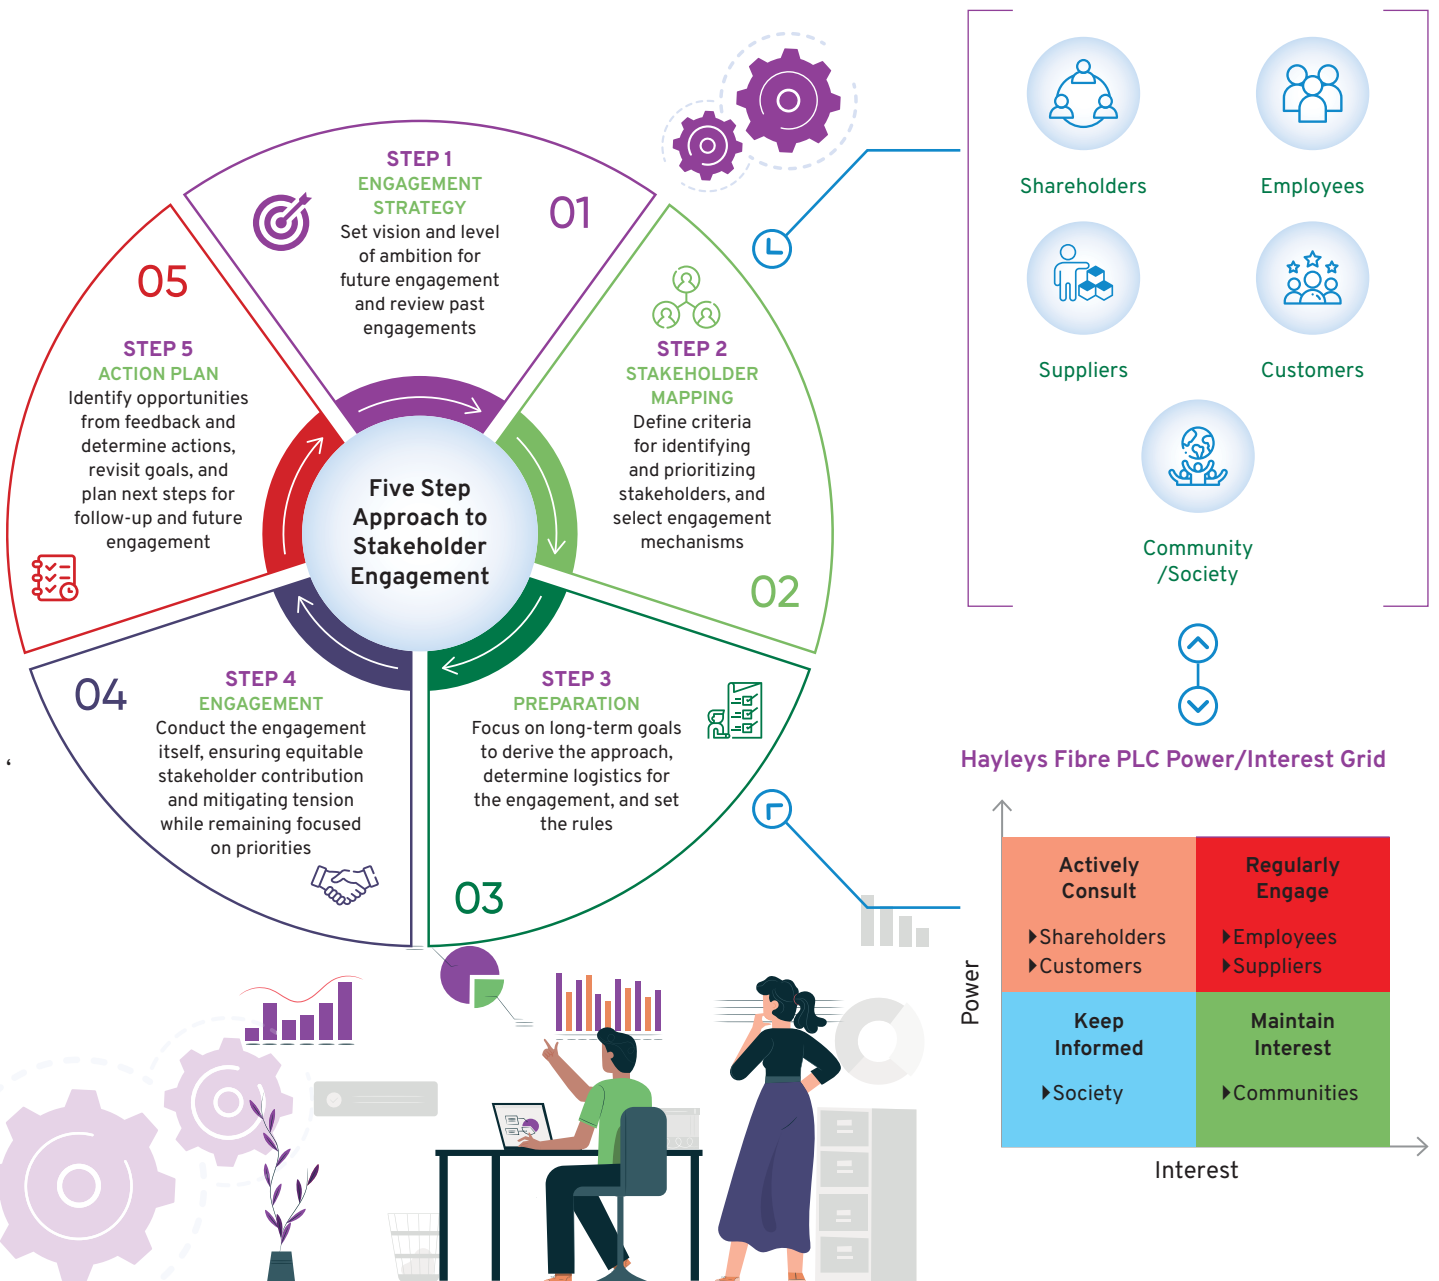 STEP 1
ENGAGEMENT
STRATEGY
Set vision and level
of ambition for
future engagement
and review past
engagements
01
STEP 2
STAKEHOLDER
MAPPING
Define criteria
for identifying
and prioritizing
stakeholders, and
select engagement
mechanisms
02
STEP 3
PREPARATION
Focus on long-term goals
to derive the approach,
determine logistics for
the engagement, and set
the rules
03
STEP 4
ENGAGEMENT
Conduct the engagement
itself, ensuring equitable
stakeholder contribution
and mitigating tension
while remaining focused
on priorities
04
‘
05
STEP 5
ACTION PLAN
Identify opportunities
from feedback and
determine actions,
revisit goals, and
plan next steps for
follow-up and future
engagement
Five Step
Approach to
Stakeholder
Engagement
Shareholders
Employees
Suppliers
Customers
Community
/Society
Hayleys Fibre PLC Power/Interest Grid
Power
Actively
Consult
Shareholders
Customers
Regularly
Engage
Employees
Suppliers
Keep
Informed
Society
Maintain
Interest
Communities
Interest